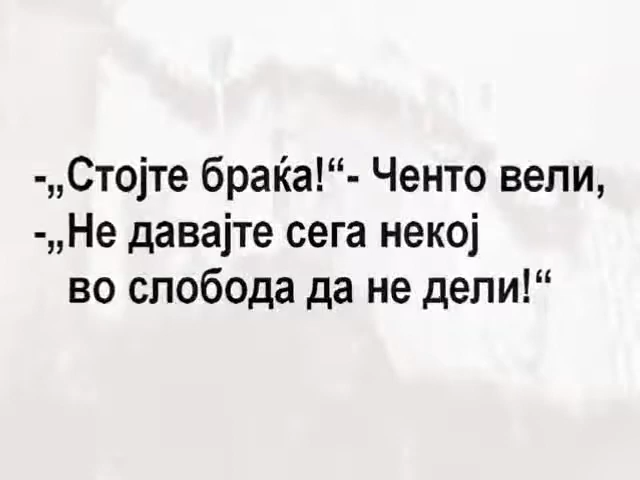 -„Стојте браќа!“- Ченто вели,
-„Не давајте сега некој
во слобода да не дели!“